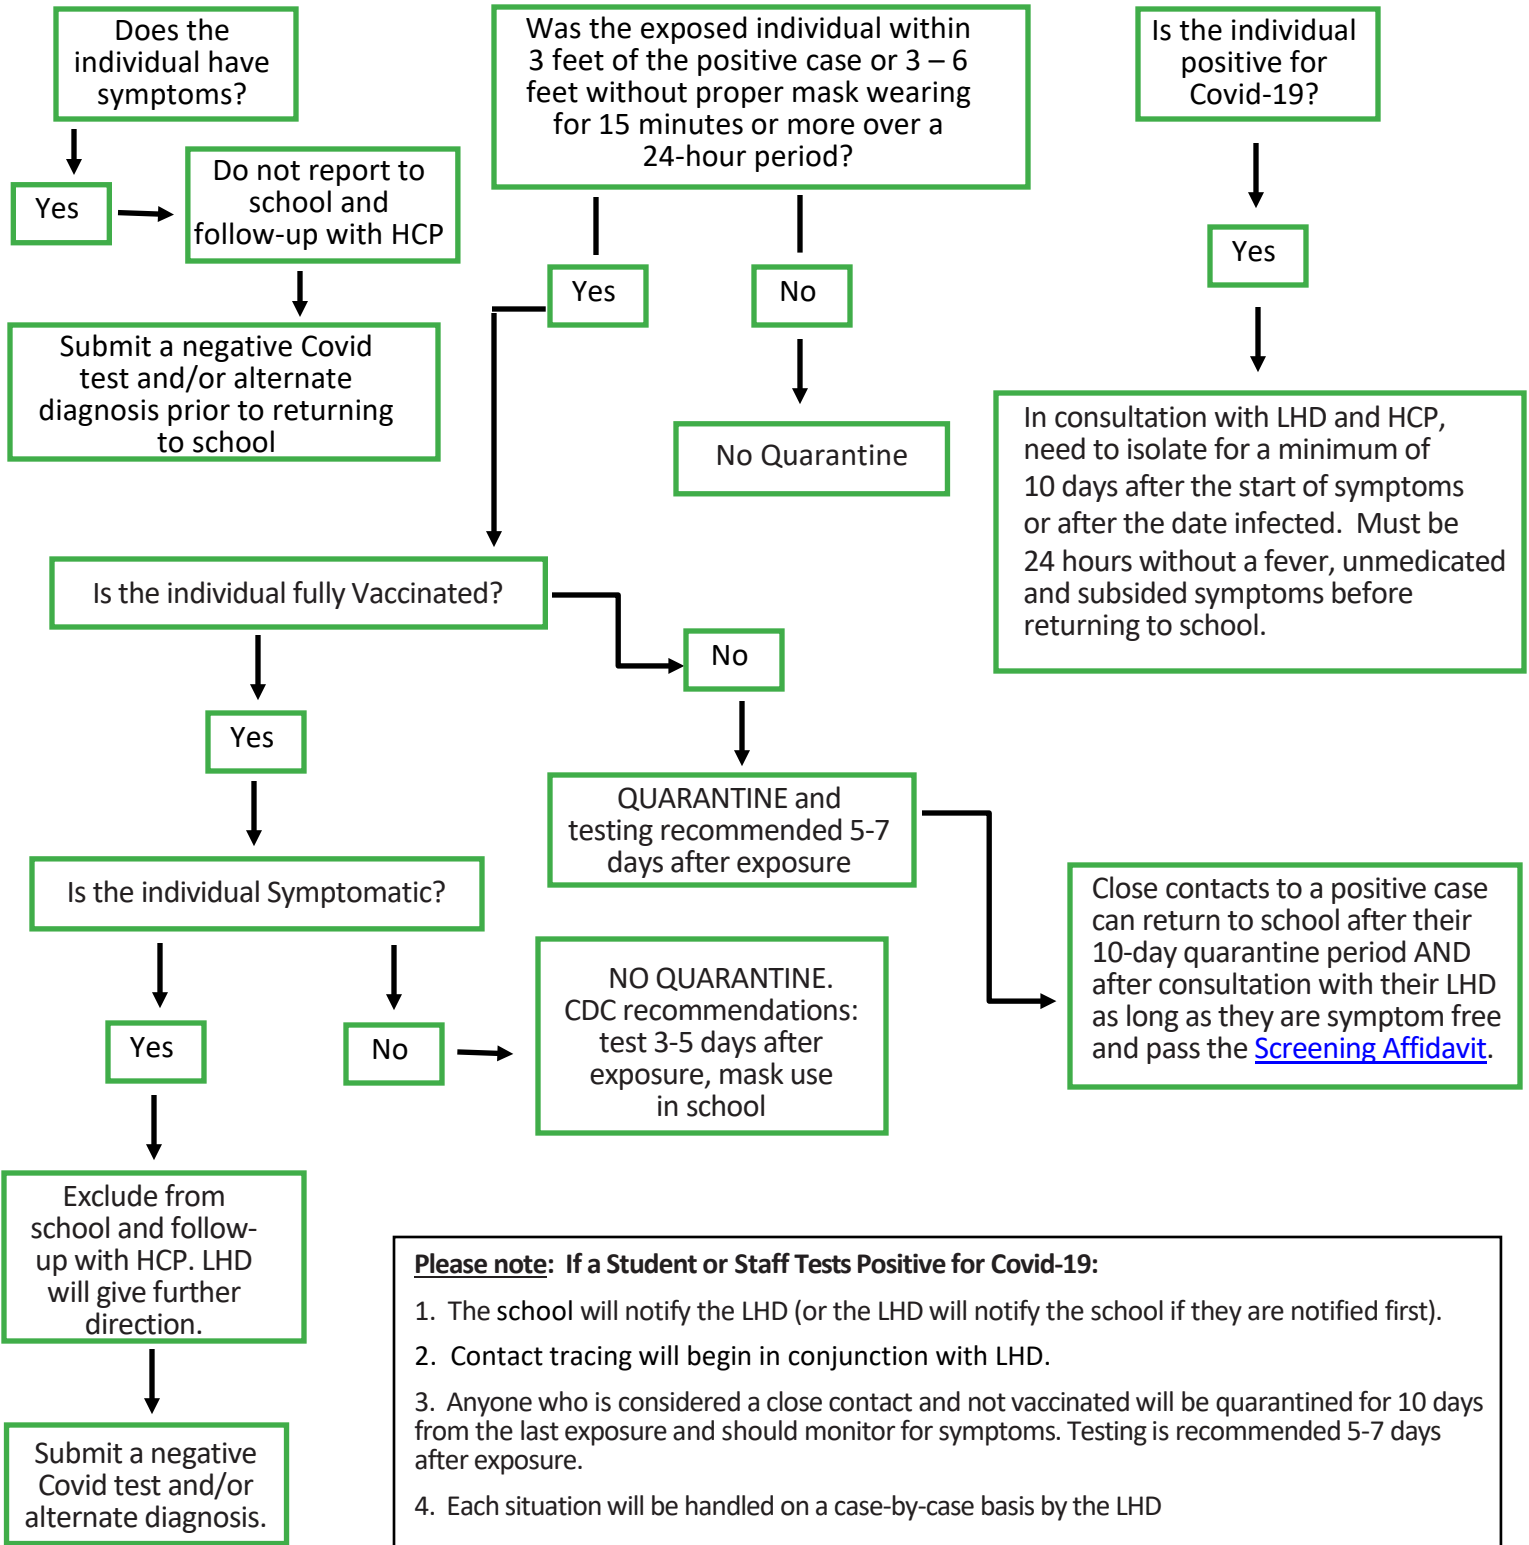 Does the
individual have
symptoms?
Yes
Do not report to
school and
follow-up with HCP
Submit a negative Covid
test and/or alternate
diagnosis prior to returning
to school
Was the exposed individual within
3 feet of the positive case or 3 – 6
feet without proper mask wearing
for 15 minutes or more over a
24-hour period?
Yes
No
No Quarantine
Is the individual
positive for
Covid-19?
Yes
In consultation with LHD and HCP,
need to isolate for a minimum of
10 days after the start of symptoms
or after the date infected. Must be
24 hours without a fever, unmedicated
and subsided symptoms before
returning to school.
Is the individual fully Vaccinated?
No
Yes
QUARANTINE and
testing recommended 5-7
days after exposure
Close contacts to a positive case
can return to school after their
10-day quarantine period AND
after consultation with their LHD
as long as they are symptom free
and pass the Screening Affidavit.
Is the individual Symptomatic?
Yes
No
NO QUARANTINE.
CDC recommendations:
test 3-5 days after
exposure, mask use
in school
Exclude from
school and follow-
up with HCP. LHD
will give further
direction.
Submit a negative
Covid test and/or
alternate diagnosis.
Please note: If a Student or Staff Tests Positive for Covid-19:
1. The school will notify the LHD (or the LHD will notify the school if they are notified first).
2. Contact tracing will begin in conjunction with LHD.
3. Anyone who is considered a close contact and not vaccinated will be quarantined for 10 days
from the last exposure and should monitor for symptoms. Testing is recommended 5-7 days
after exposure.
4. Each situation will be handled on a case-by-case basis by the LHD